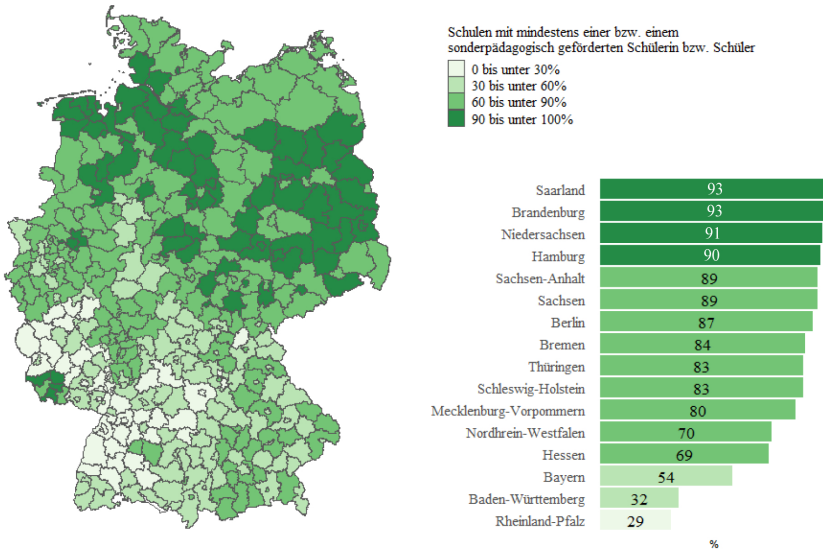 Schulen mit mindestens einer bzw. einem
sonderpädagogisch geförderten Schülerin bzw. Schüler
0 bis unter 30%
30 bis unter 60%
60 bis unter 90%
90 bis unter 100%
Saarland 93
Brandenburg 93
Niedersachsen 91
Hamburg 90
Sachsen-Anhalt 89
Sachsen 89
Berlin 87
Bremen 84
Thüringen 83
Schleswig-Holstein 83
Mecklenburg-Vorpommern 80
Nordrhein-Westfalen 70
Hessen 69
Bayern 54
Baden-Württemberg 32
Rheinland-Pfalz 29
%